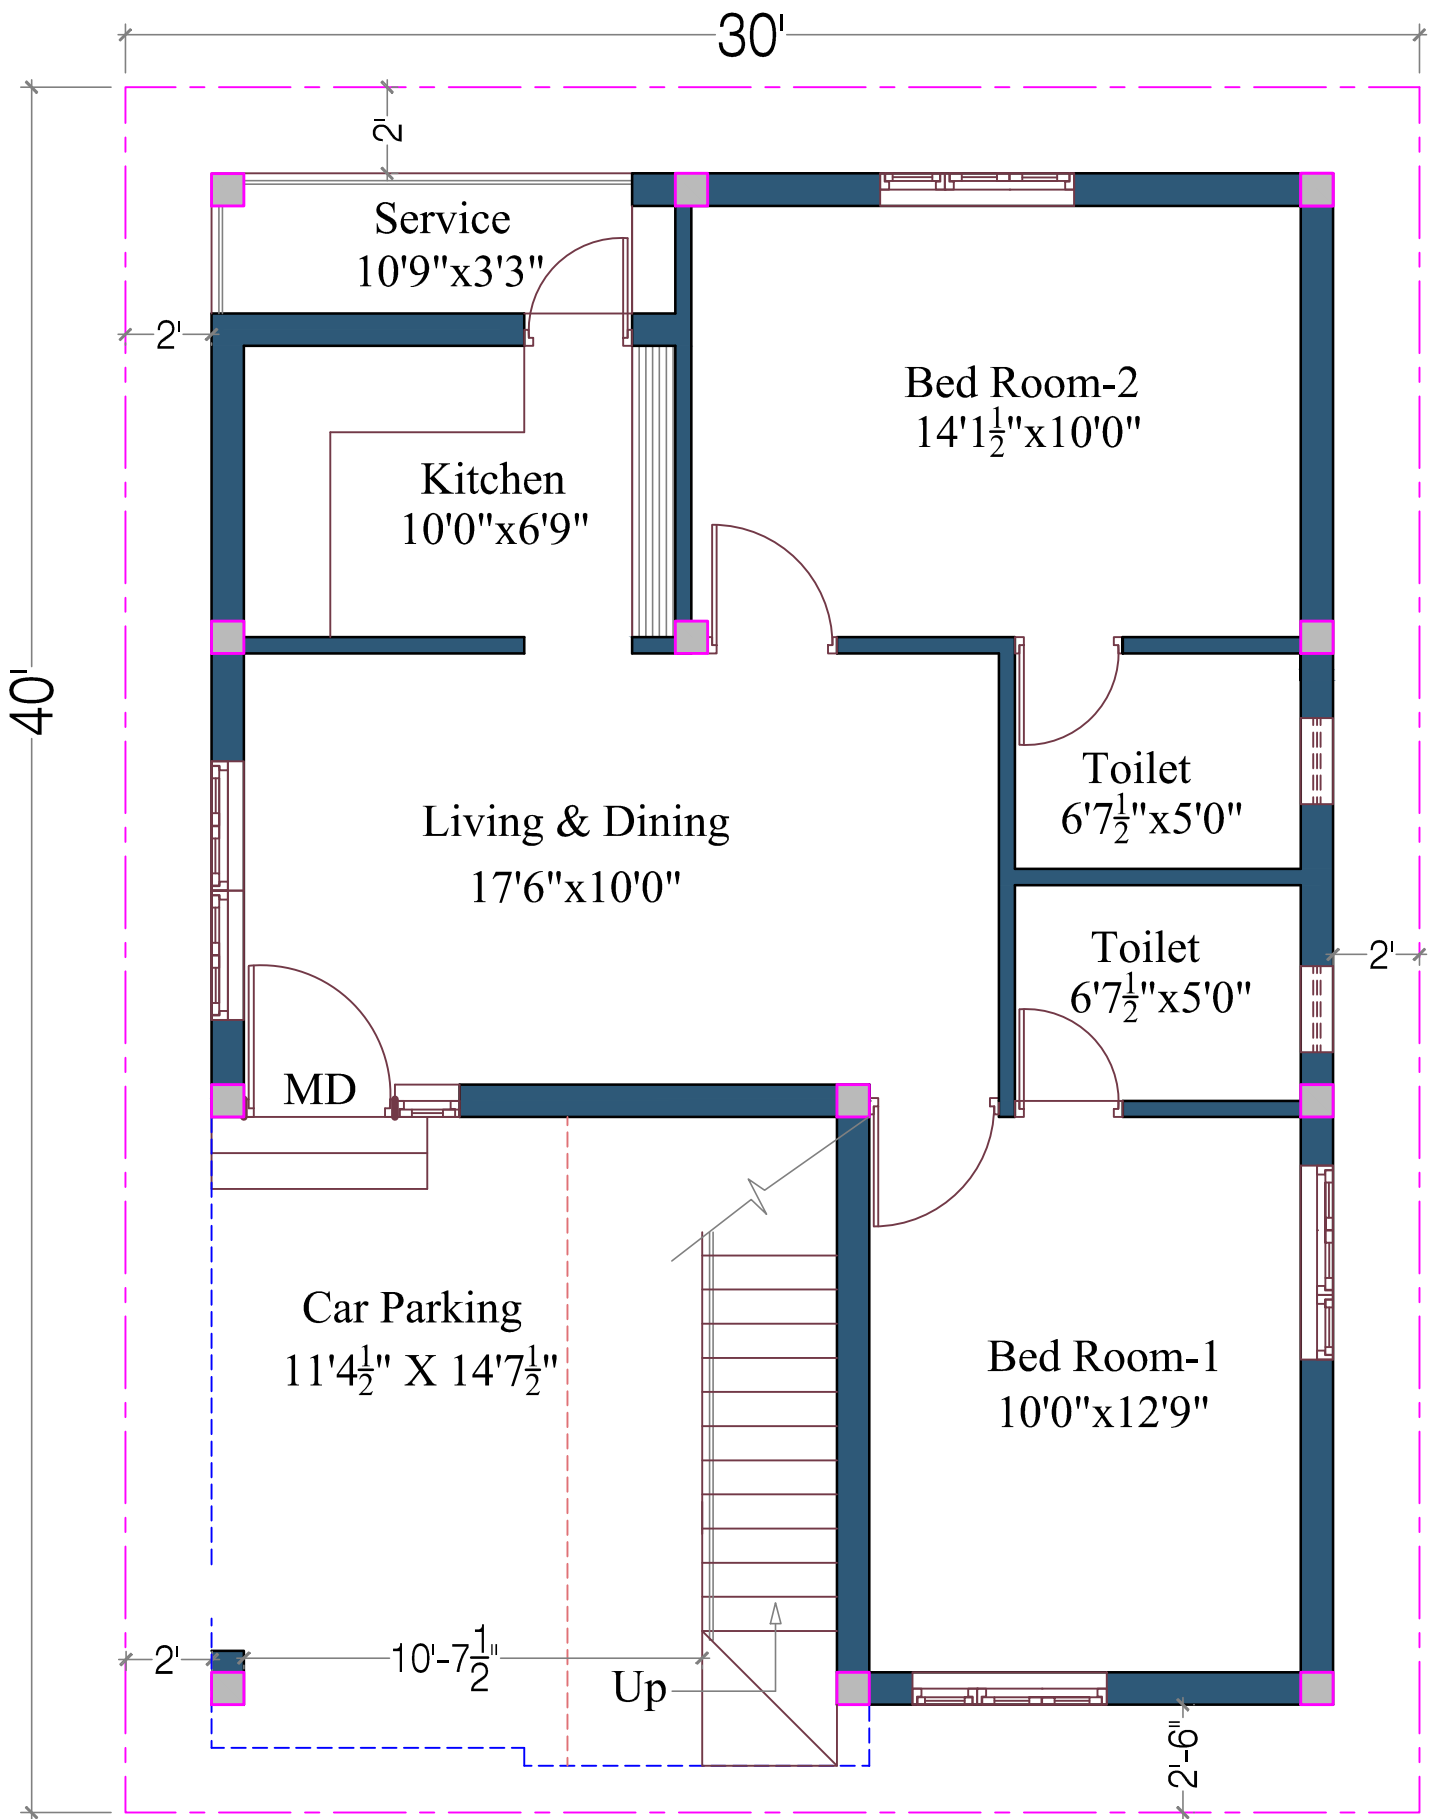 30'
40'
2'
Service
10'9"x3'3"
2'
Bed Room-2
14'1½"x10'0"
Kitchen
10'0"x6'9"
Toilet
6'7½"x5'0"
Living & Dining
17'6"x10'0"
Toilet
6'7½"x5'0"
2'
MD
Car Parking
11'4½" X 14'7½"
Bed Room-1
10'0"x12'9"
2'
10'-7½"
Up
2'-6"